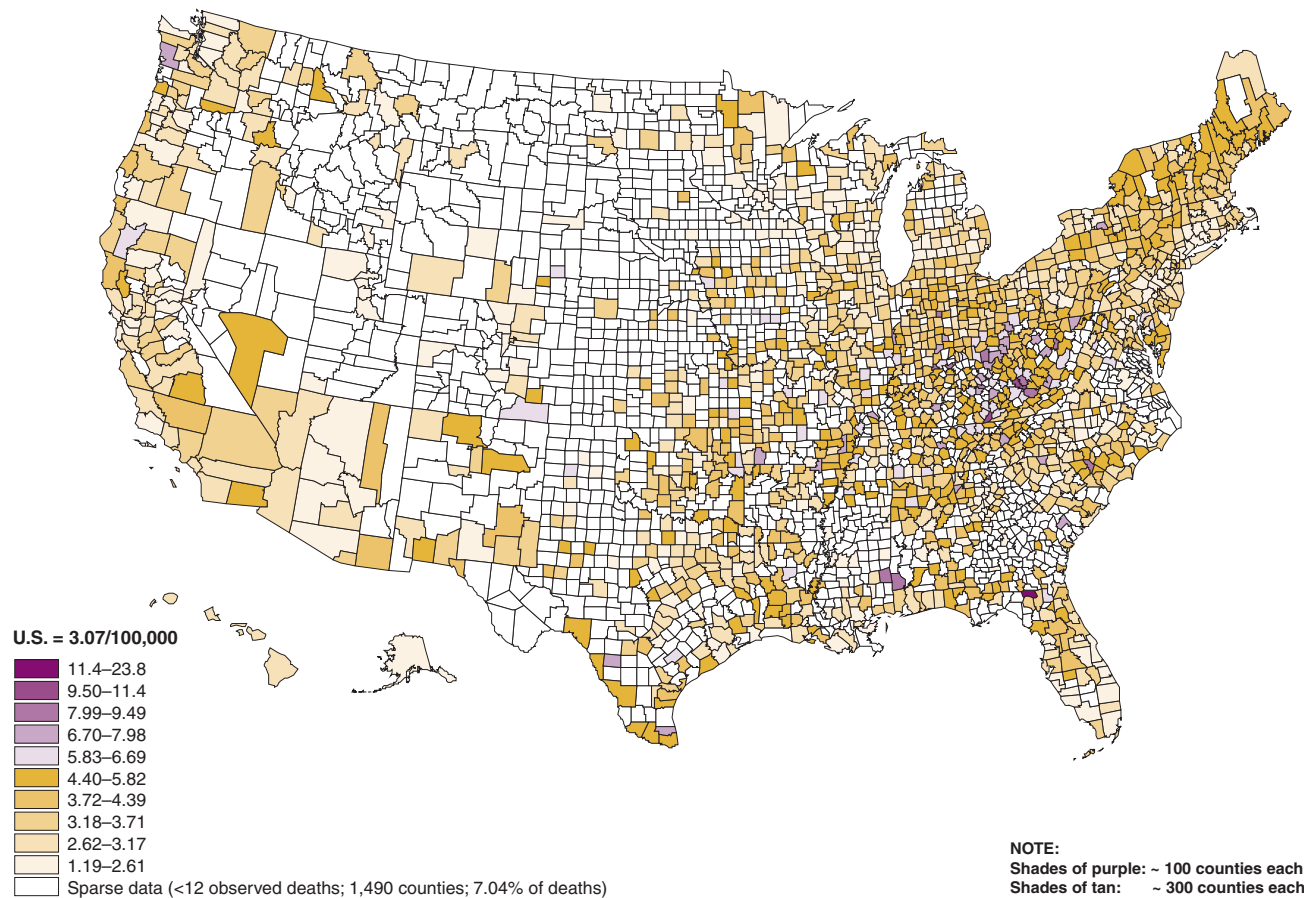 U.S. = 3.07/100,000
11.4–23.8
9.50–11.4
7.99–9.49
6.70–7.98
5.83–6.69
4.40–5.82
3.72–4.39
3.18–3.71
2.62–3.17
1.19–2.61
Sparse data (<12 observed deaths; 1,490 counties; 7.04% of deaths)
NOTE:
Shades of purple: ~ 100 counties each
Shades of tan: ~ 300 counties each